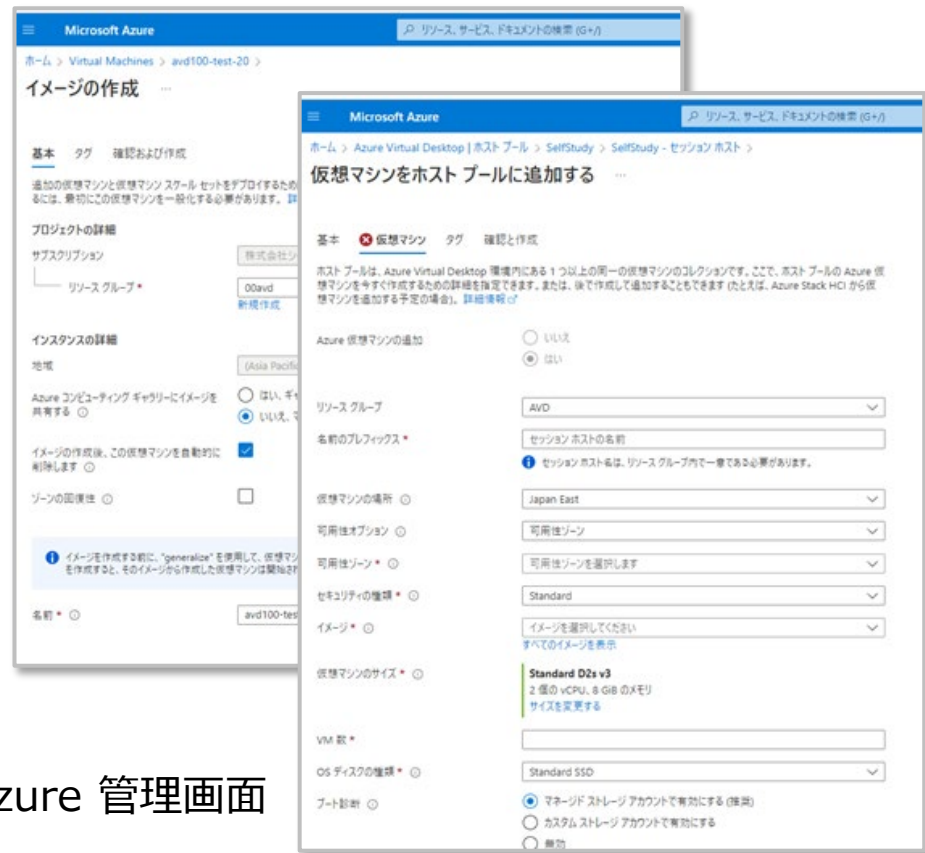 Microsoft Azure
リソース、サービス、ドキュメントの検索 (G+/)
ホーム > Virtual Machines > avd100-test-20 >
イメージの作成 …
基本 タグ 確認および作成
追加の仮想マシンと仮想マシン スケール セットをデプロイするため
るには、最初にこの仮想マシンを一般化する必要があります。
プロジェクトの詳細
サブスクリプション
株式会社シ
リソース グループ *
00avd
新規作成
インスタンスの詳細
地域
(Asia Pacific
Azure コンピューティング ギャラリーにイメージを
共有する
はい、ギャ
いいえ、マ
イメージの作成後、この仮想マシンを自動的に
削除します
ゾーンの回復性
イメージを作成する前に、"generalize" を使用して、仮想マシ
を作成すると、そのイメージから作成した仮想マシンは開始され
名前 *
avd100-tes
Microsoft Azure
リソース、サービス、ドキュメントの検索 (G+/)
ホーム > Azure Virtual Desktop | ホスト プール > SelfStudy > SelfStudy - セッション ホスト >
仮想マシンをホスト プールに追加する …
基本 仮想マシン タグ 確認と作成
ホスト プールは、Azure Virtual Desktop 環境内にある 1 つ以上の同一の仮想マシンのコレクションです。ここで、ホスト プールの Azure 仮
想マシンを今すぐ作成するための詳細を指定できます。または、後で作成して追加することもできます (たとえば、Azure Stack HCI から仮
想マシンを追加する予定の場合)。詳細情報
Azure 仮想マシンの追加
いいえ
はい
リソース グループ
AVD
名前のプレフィックス *
セッション ホストの名前
セッション ホスト名は、リソース グループ内で一意である必要があります。
仮想マシンの場所
Japan East
可用性オプション
可用性ゾーン
可用性ゾーン *
可用性ゾーンを選択します
セキュリティの種類 *
Standard
イメージ *
イメージを選択してください
すべてのイメージを表示
仮想マシンのサイズ *
Standard D2s v3
2 個の vCPU、8 GiB のメモリ
サイズを変更する
VM 数 *
OS ディスクの種類 *
Standard SSD
ブート診断
マネージド ストレージ アカウントで有効にする (推奨)
カスタム ストレージ アカウントで有効にする
無効
zure 管理画面